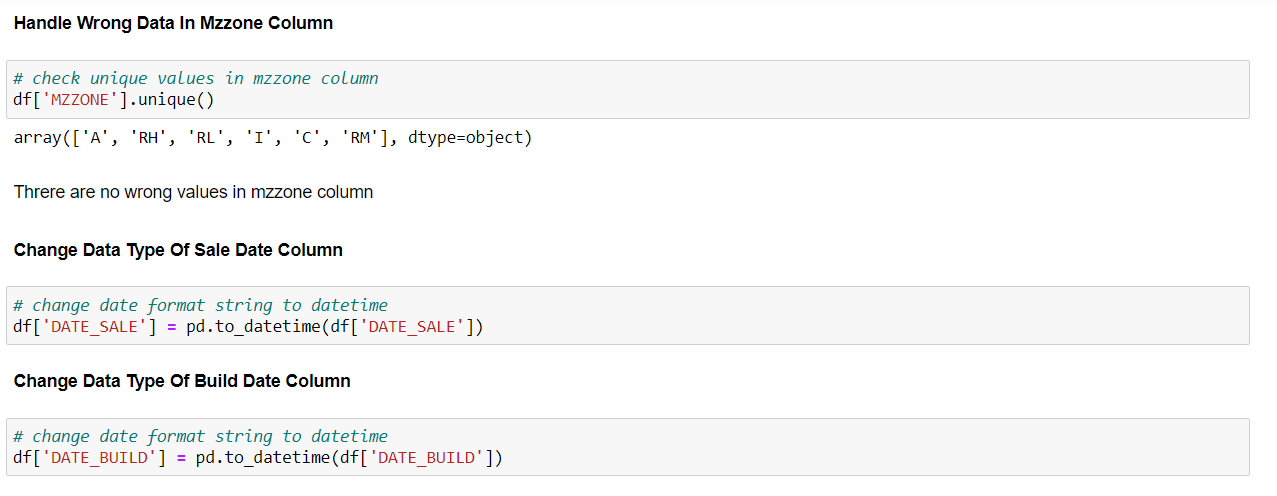 Handle Wrong Data In Mzzone Column
# check unique values in mzzone column
df['MZZONE'].unique()
array(['A', 'RH', 'RL', 'I', 'C', 'RM'], dtype=object)
Threre are no wrong values in mzzone column
Change Data Type Of Sale Date Column
# change date format string to datetime
df['DATE_SALE'] = pd.to_datetime(df['DATE_SALE'])
Change Data Type Of Build Date Column
# change date format string to datetime
df['DATE_BUILD'] = pd.to_datetime(df['DATE_BUILD'])